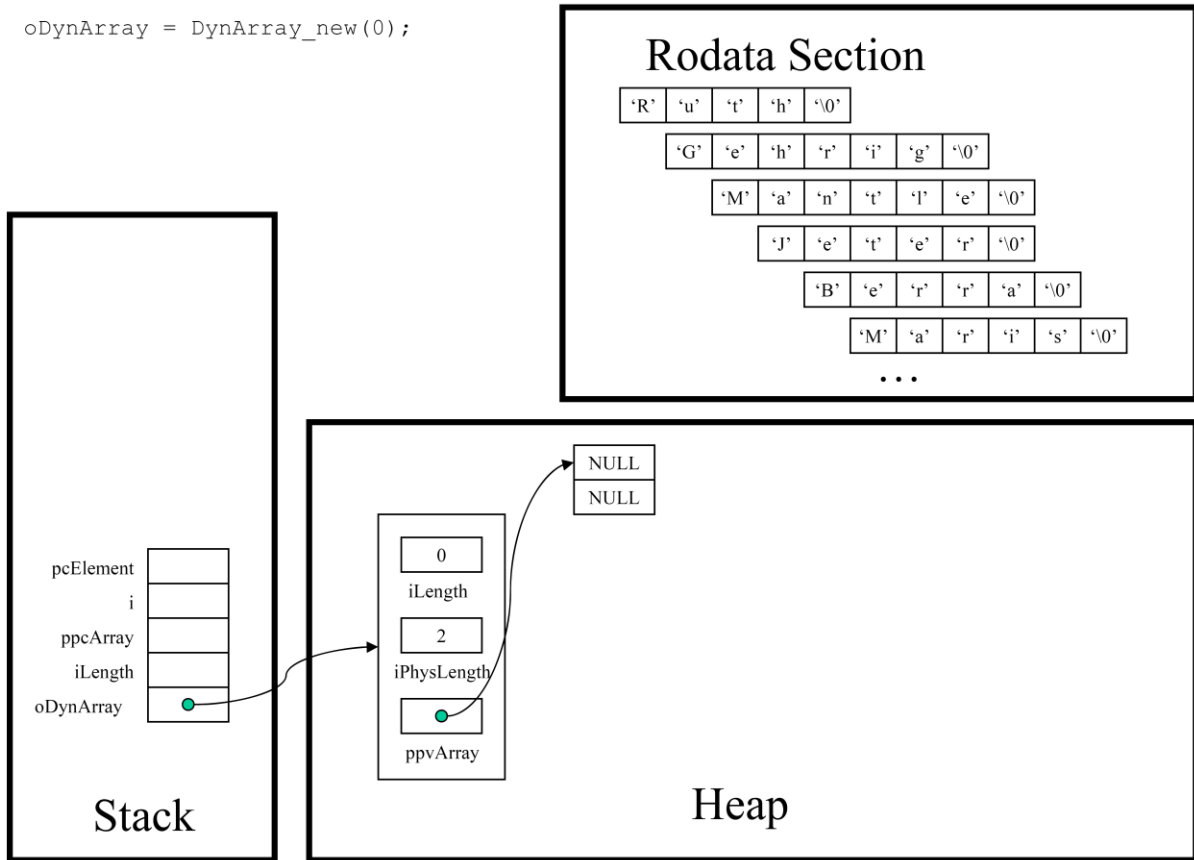 oDynArray = DynArray_new(0);
Rodata Section
‘R’ ‘u’ ‘t’ ‘h’ ‘\0’
‘G’ ‘e’ ‘h’ ‘r’ ‘i’ ‘g’ ‘\0’
‘M’ ‘a’ ‘n’ ‘t’ ‘l’ ‘e’ ‘\0’
‘J’ ‘e’ ‘t’ ‘e’ ‘r’ ‘\0’
‘B’ ‘e’ ‘r’ ‘r’ ‘a’ ‘\0’
‘M’ ‘a’ ‘r’ ‘i’ ‘s’ ‘\0’
...
pcElement
i
ppcArray
iLength
oDynArray
Stack
NULL
NULL
0
iLength
2
iPhysLength
ppvArray
Heap